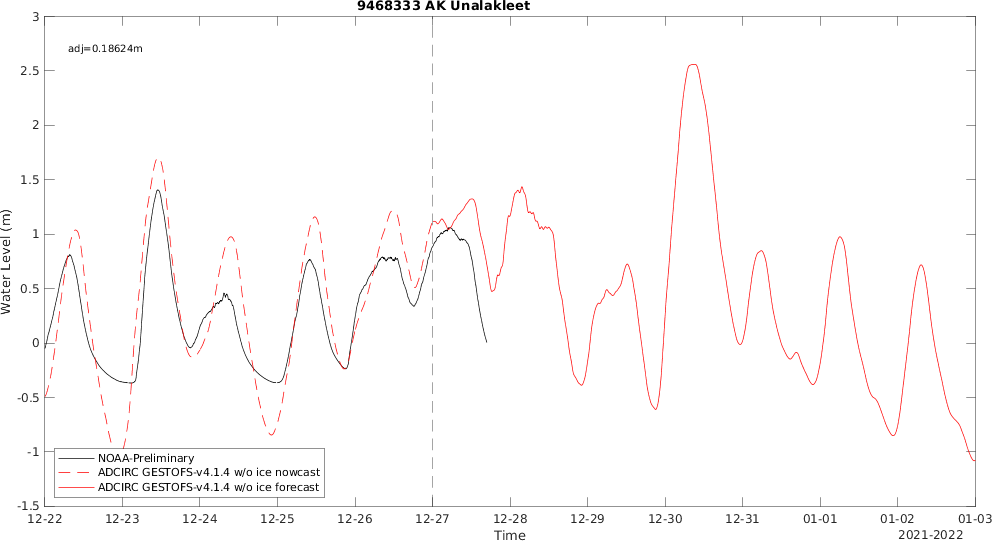 9468333 AK Unalakleet
adj=0.18624m
Water Level (m)
3
2.5
2
1.5
1
0.5
0
-0.5
-1
-1.5
NOAA-Preliminary
ADCIRC GESTOFS-v4.1.4 w/o ice nowcast
ADCIRC GESTOFS-v4.1.4 w/o ice forecast
12-22 12-23 12-24 12-25 12-26 12-27 12-28 12-29 12-30 12-31 01-01 01-02 01-03
Time
2021-2022